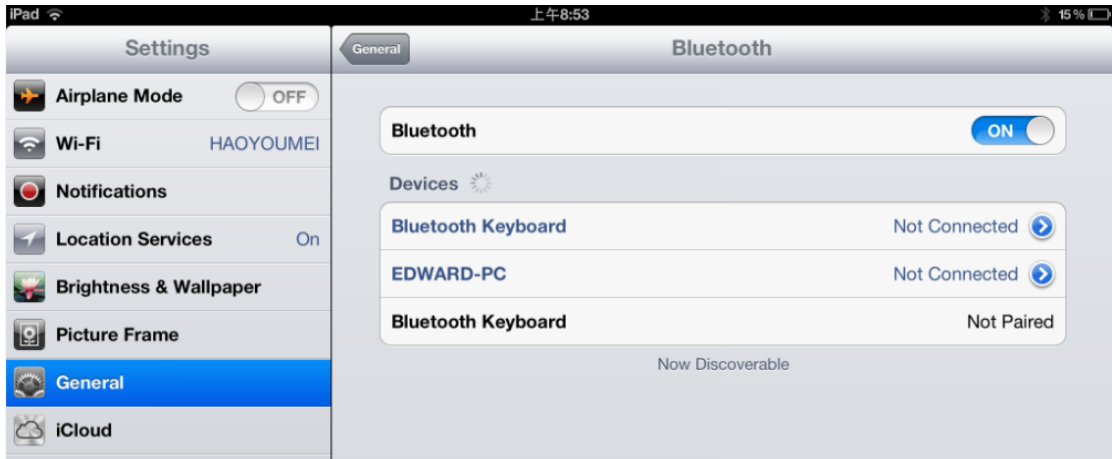 iPad 上午8:53 15%
Settings
Airplane Mode OFF
Wi-Fi HAOYOUMEI
Notifications
Location Services On
Brightness & Wallpaper
Picture Frame
General
iCloud
General Bluetooth
Bluetooth ON
Devices
Bluetooth Keyboard Not Connected
EDWARD-PC Not Connected
Bluetooth Keyboard Not Paired
Now Discoverable